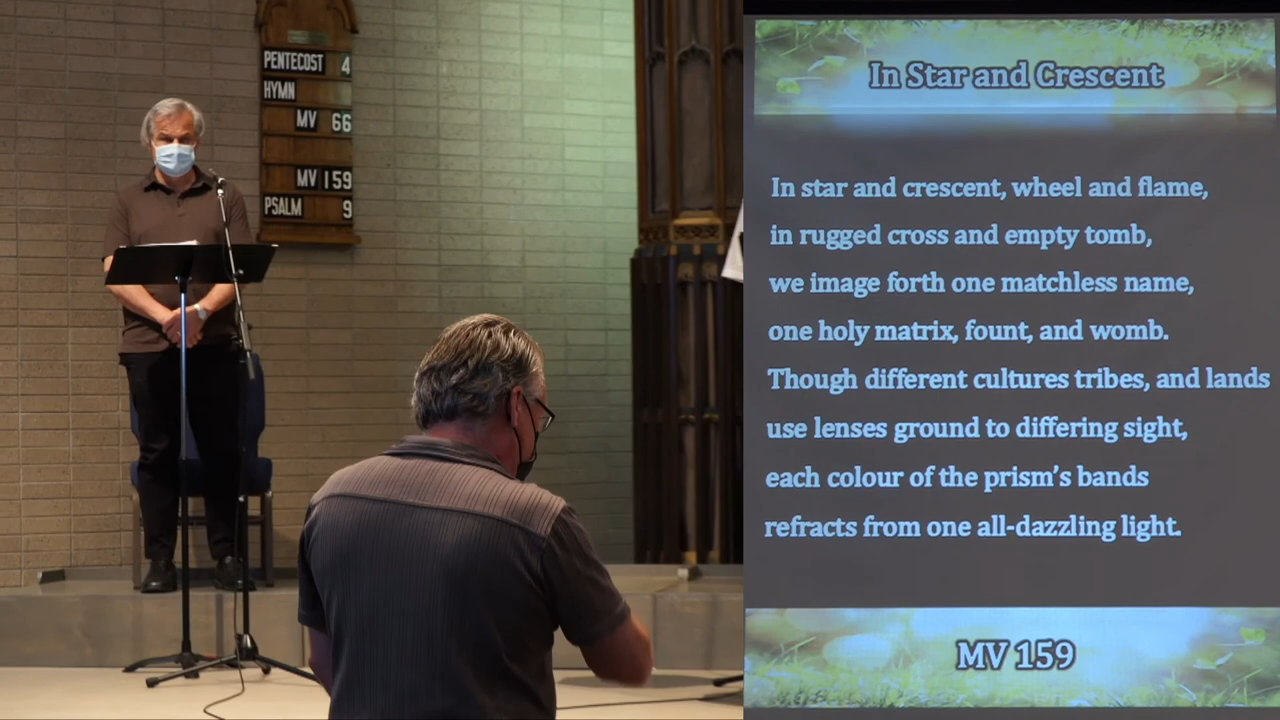 PENTECOST 4
HYMN
MV 66
MV 159
PSALM 9
In Star and Crescent
In star and crescent, wheel and flame,
in rugged cross and empty tomb,
we image forth one matchless name,
one holy matrix, fount, and womb.
Though different cultures tribes, and lands
use lenses ground to differing sight,
each colour of the prism's bands
refracts from one all-dazzling light.
MV 159